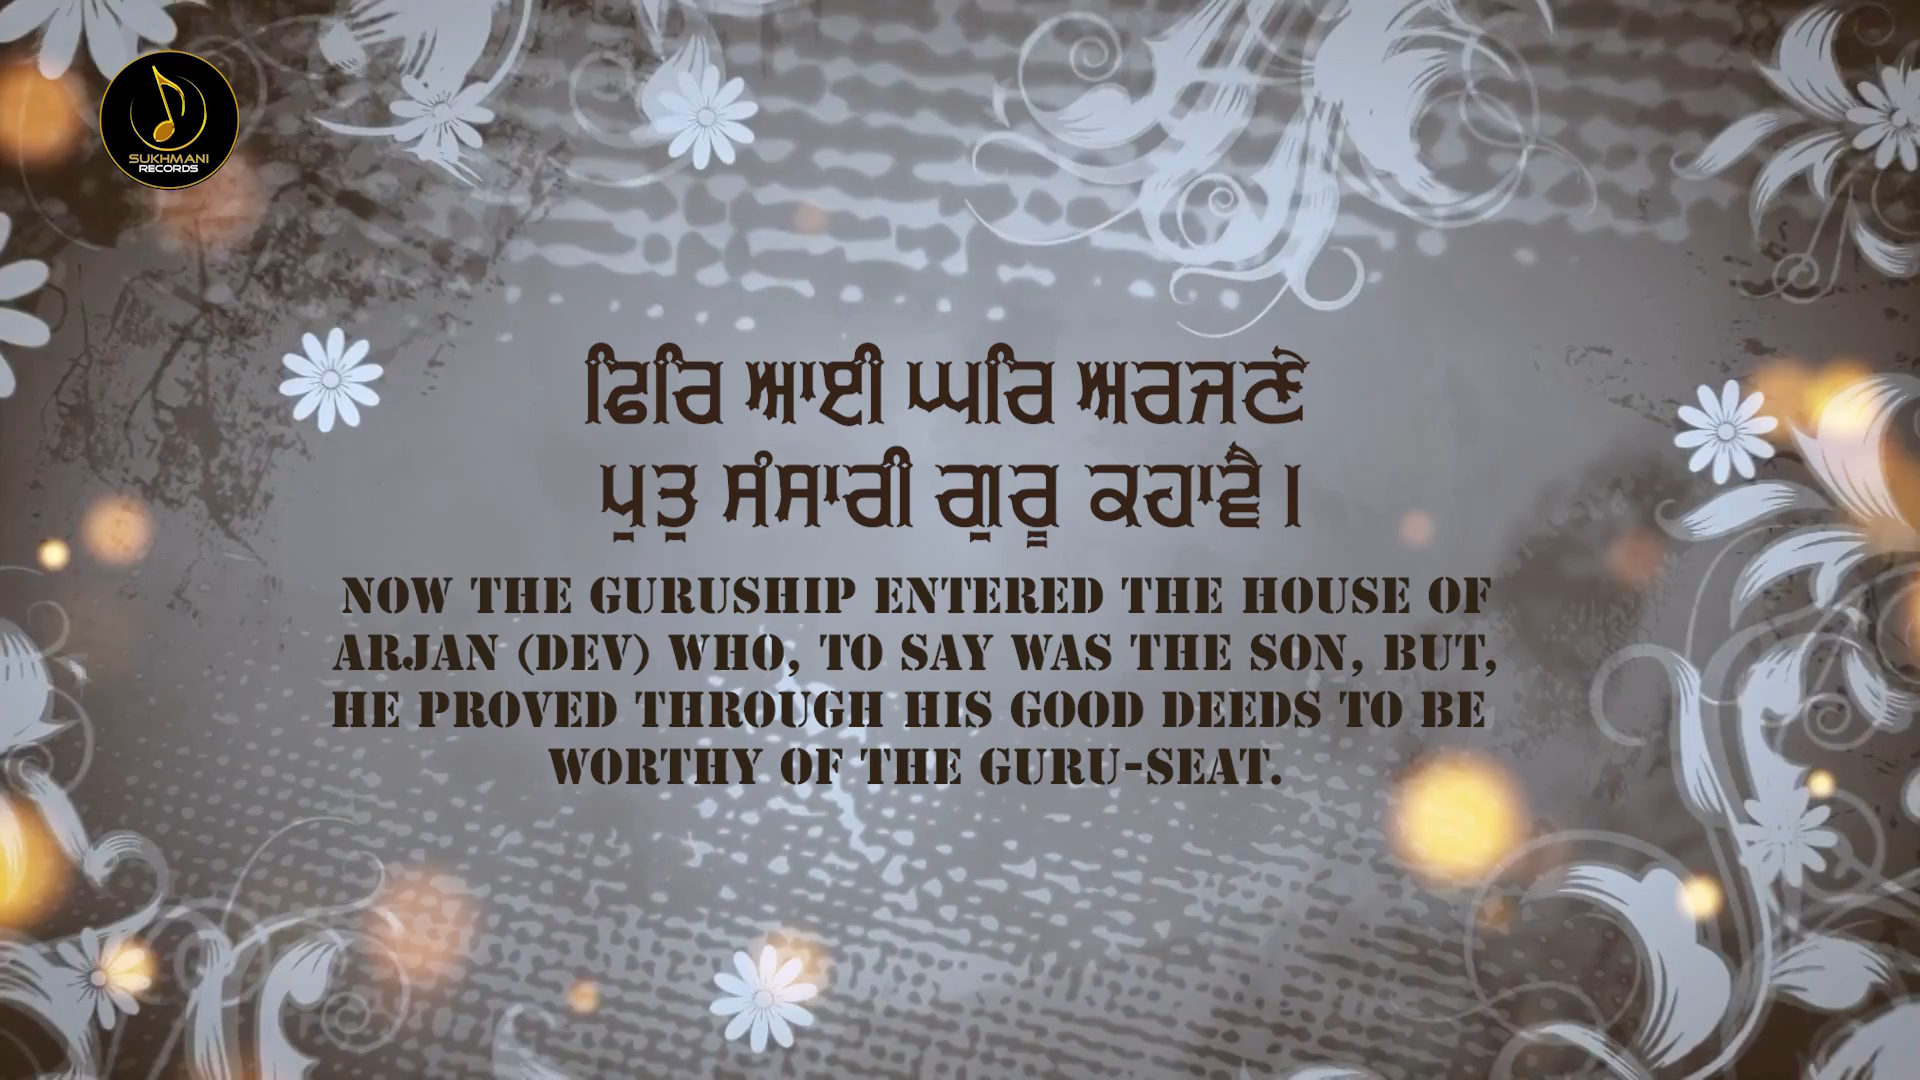 SUKHMANI
RECORDS
ਫਿਰਿ ਆਈ ਘਰਿ ਅਰਜਣੇ
ਪੁਤੁ ਸੰਸਾਰੀ ਗੁਰੂ ਕਹਾਵੈ।
NOW THE GURUSHIP ENTERED THE HOUSE OF
ARJAN (DEV) WHO, TO SAY WAS THE SON, BUT,
HE PROVED THROUGH HIS GOOD DEEDS TO BE
WORTHY OF THE GURU-SEAT.